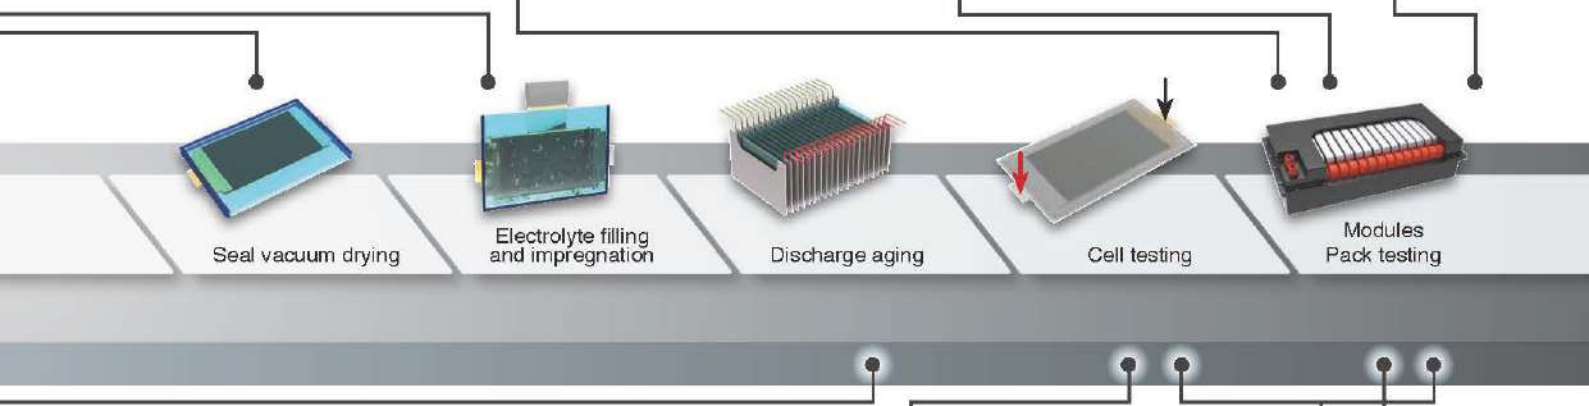 Seal vacuum drying
Electrolyte filling
and impregnation
Discharge aging
Cell testing
Modules
Pack testing